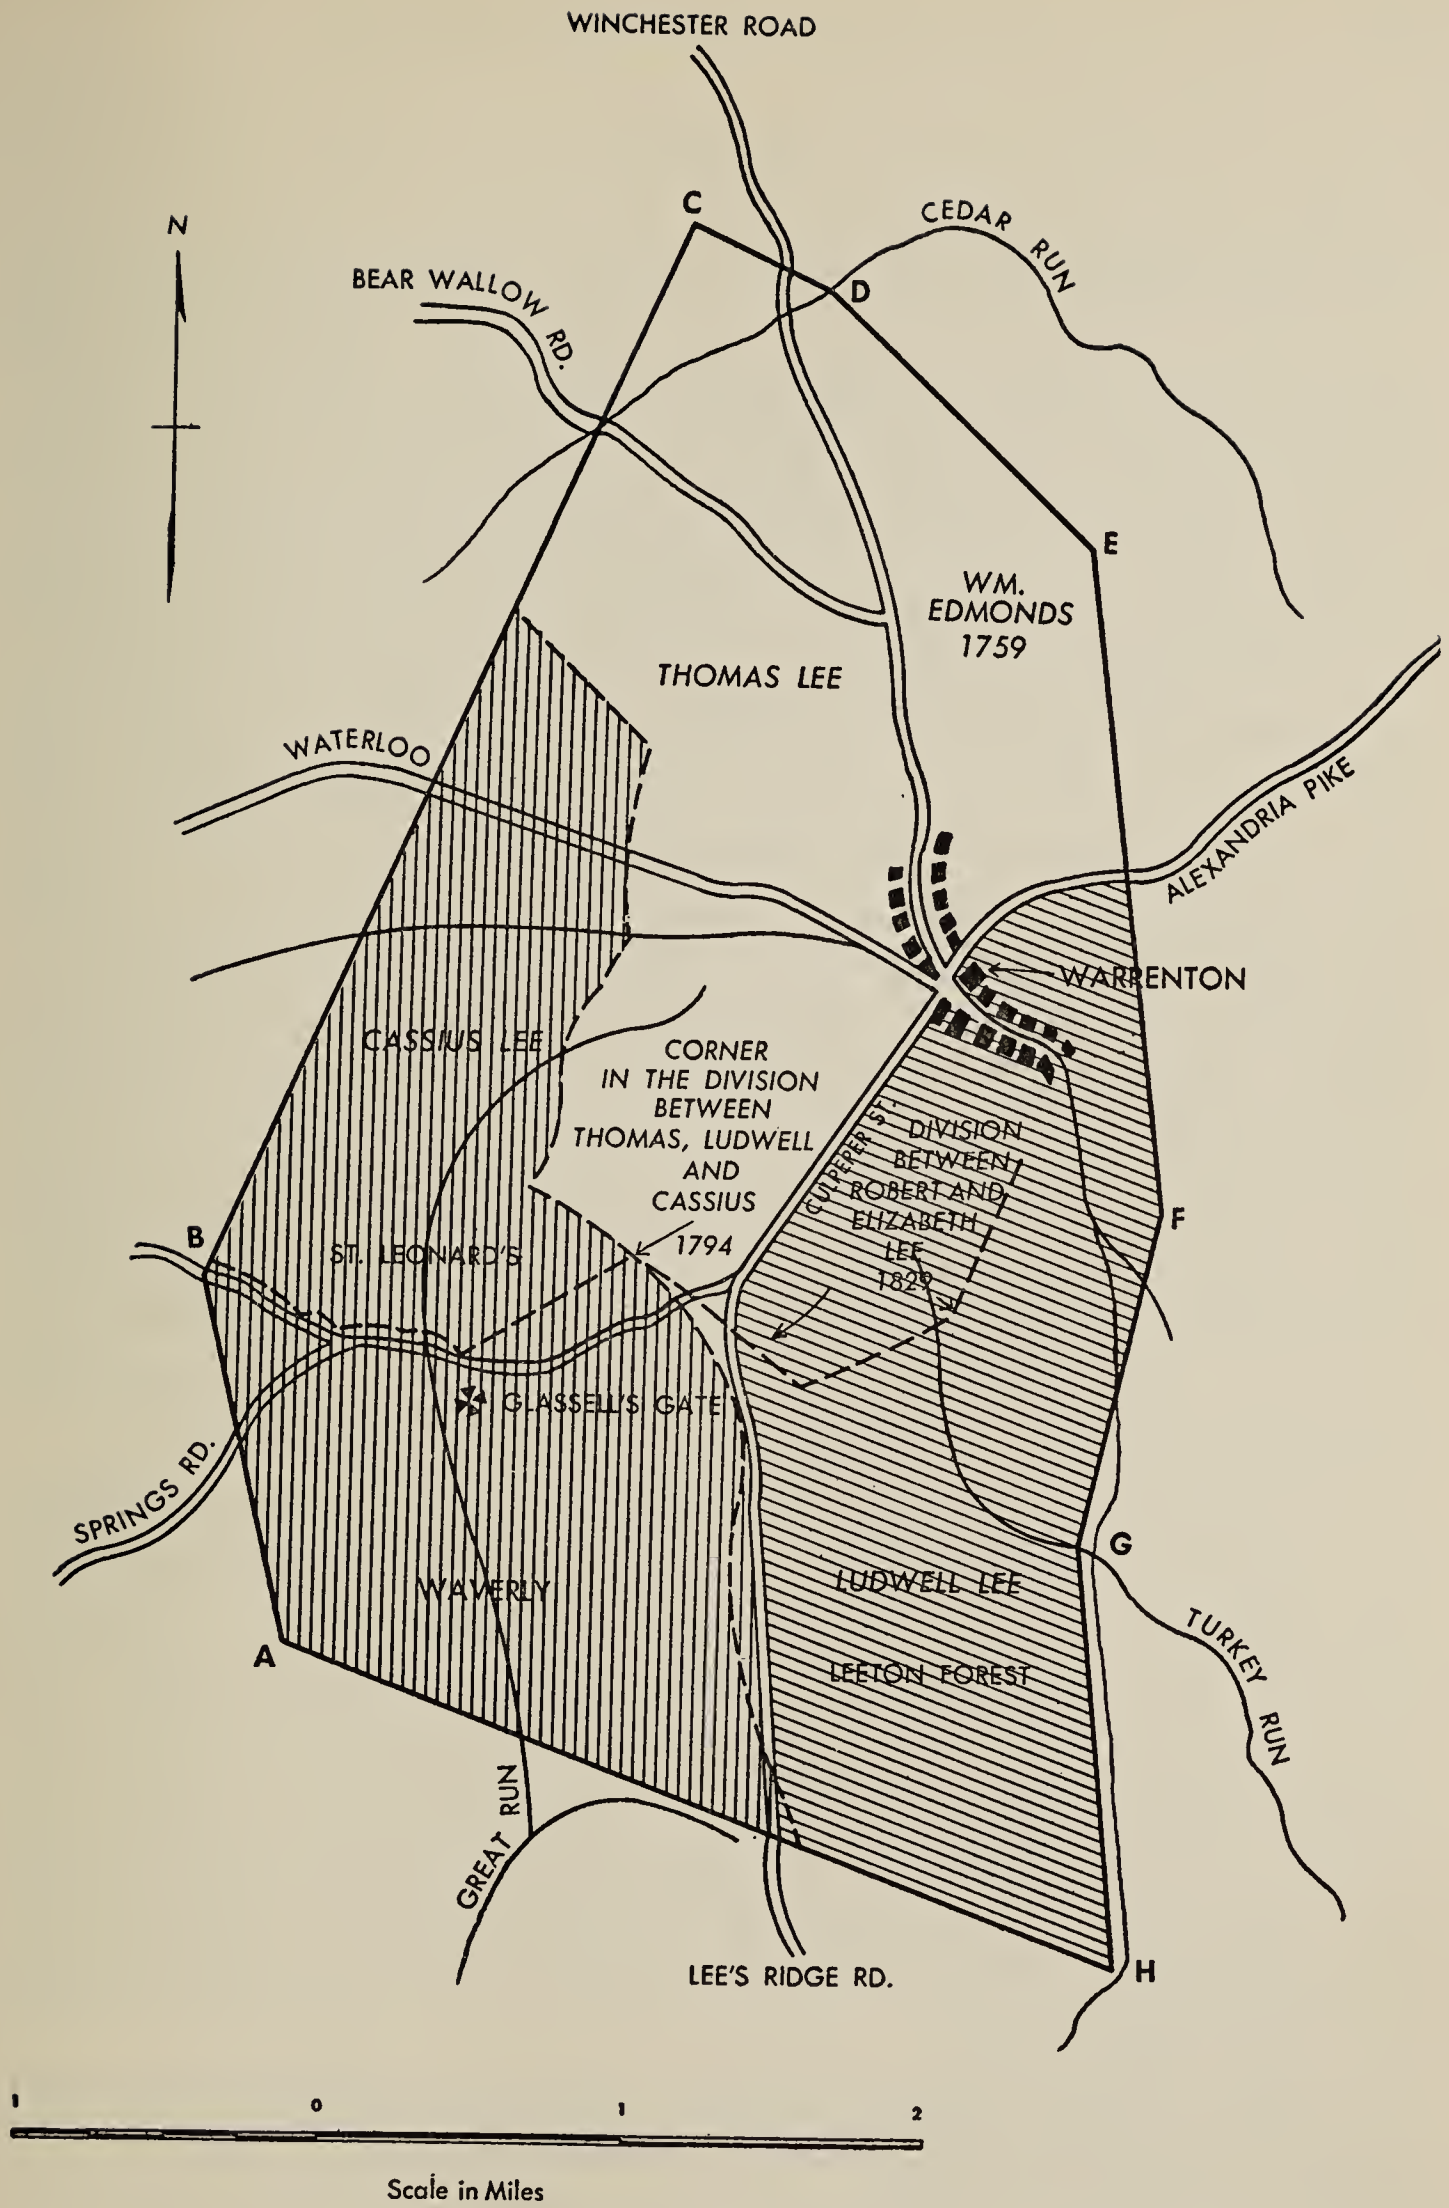 WINCHESTER ROAD
C
N
CEDAR RUN
BEAR WALLOW RD.
D
E
WM.
EDMONDS
1759
THOMAS LEE
WATERLOO
ALEXANDRIA PIKE
WARRENTON
CASSIUS LEE
CORNER
IN THE DIVISION
BETWEEN
THOMAS, LUDWELL
AND
CASSIUS
1794
CULPEPER ST.
DIVISION
BETWEEN
ROBERT AND
ELIZABETH
LEE
1829
F
B
ST. LEONARD'S
GLASSELL'S GATE
SPRINGS RD.
G
LUDWELL LEE
WAVERLY
TURKEY RUN
A
LEETON FOREST
GREAT RUN
LEE'S RIDGE RD.
H
1 0 1 2
Scale in Miles